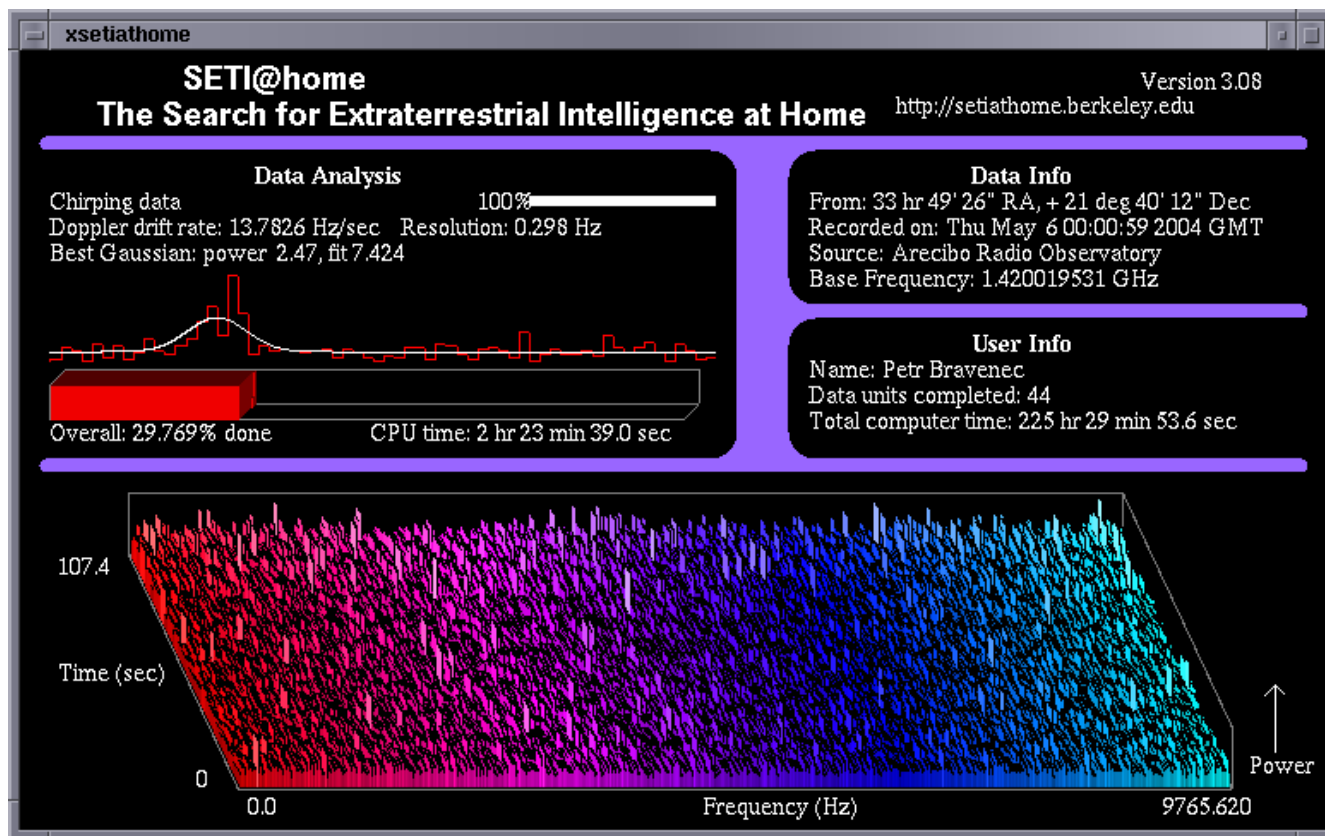 xsetiathome
SETI@home
The Search for Extraterrestrial Intelligence at Home
Version 3.08
http://setiathome.berkeley.edu
Data Analysis
Chirping data 100%
Doppler drift rate: 13.7826 Hz/sec Resolution: 0.298 Hz
Best Gaussian: power 2.47, fit 7.424
Overall: 29.769% done CPU time: 2 hr 23 min 39.0 sec
Data Info
From: 33 hr 49' 26" RA, + 21 deg 40' 12" Dec
Recorded on: Thu May 6 00:00:59 2004 GMT
Source: Arecibo Radio Observatory
Base Frequency: 1.420019531 GHz
User Info
Name: Petr Bravenec
Data units completed: 44
Total computer time: 225 hr 29 min 53.6 sec
107.4
Time (sec)
0
0.0
Frequency (Hz)
9765.620
Power